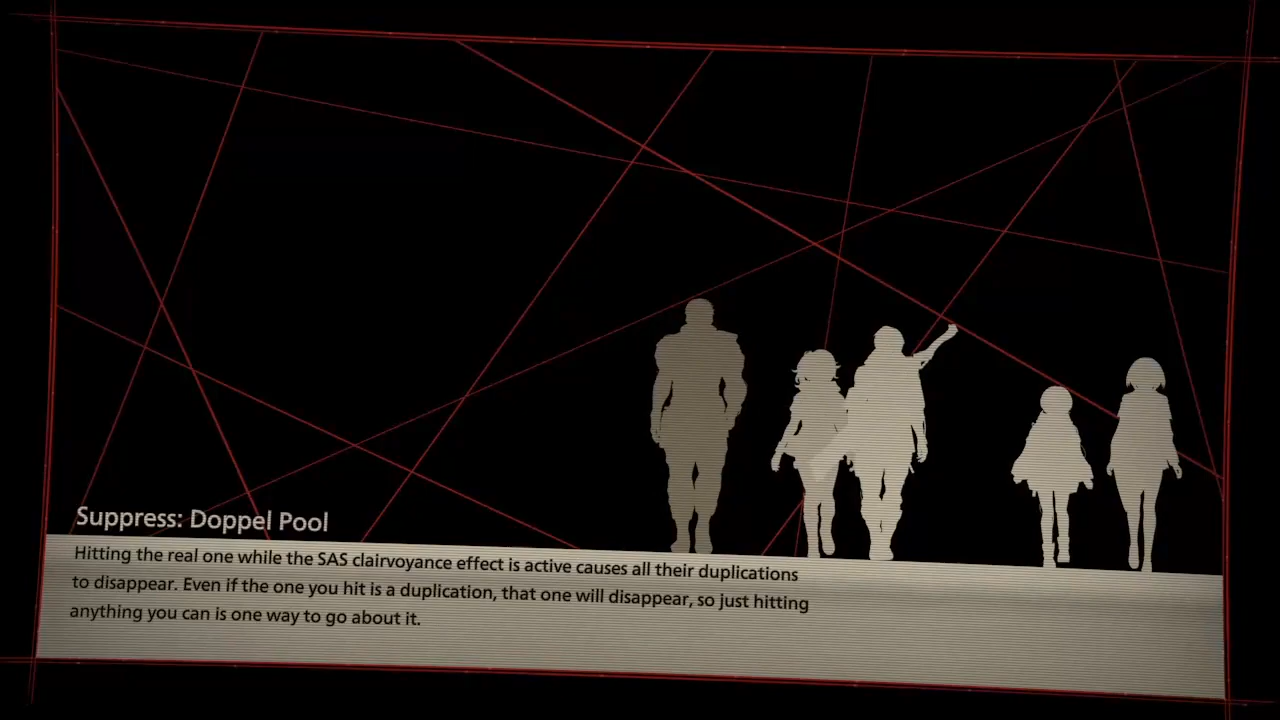 Suppress: Doppel Pool
Hitting the real one while the SAS clairvoyance effect is active causes all their duplications
to disappear. Even if the one you hit is a duplication, that one will disappear, so just hitting
anything you can is one way to go about it.